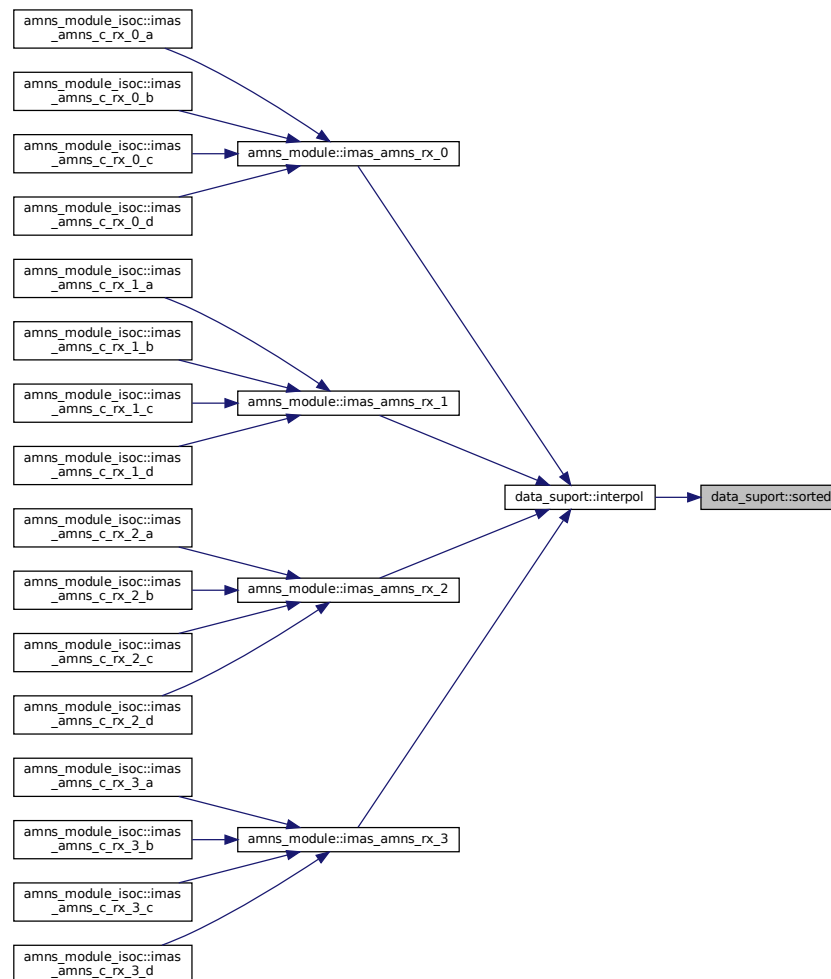 amns_module_isoc::imas
_amns_c_rx_0_a
amns_module_isoc::imas
_amns_c_rx_0_b
amns_module_isoc::imas
_amns_c_rx_0_c
amns_module_isoc::imas
_amns_c_rx_0_d
amns_module::imas_amns_rx_0
amns_module_isoc::imas
_amns_c_rx_1_a
amns_module_isoc::imas
_amns_c_rx_1_b
amns_module_isoc::imas
_amns_c_rx_1_c
amns_module_isoc::imas
_amns_c_rx_1_d
amns_module::imas_amns_rx_1
amns_module_isoc::imas
_amns_c_rx_2_a
amns_module_isoc::imas
_amns_c_rx_2_b
amns_module_isoc::imas
_amns_c_rx_2_c
amns_module_isoc::imas
_amns_c_rx_2_d
amns_module::imas_amns_rx_2
amns_module_isoc::imas
_amns_c_rx_3_a
amns_module_isoc::imas
_amns_c_rx_3_b
amns_module_isoc::imas
_amns_c_rx_3_c
amns_module_isoc::imas
_amns_c_rx_3_d
amns_module::imas_amns_rx_3
data_suport::interpol
data_suport::sorted